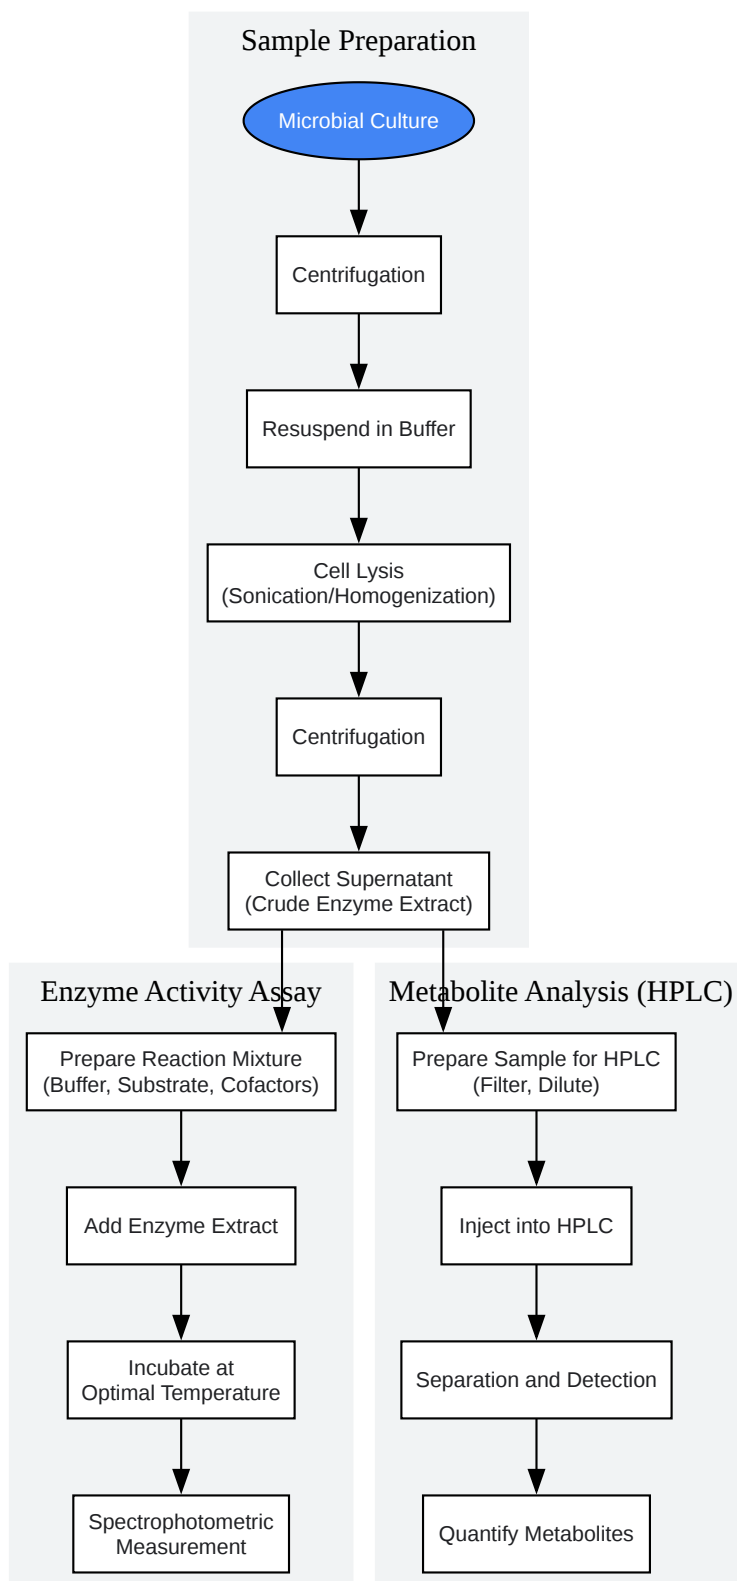 Sample Preparation
Microbial Culture
Centrifugation
Resuspend in Buffer
Cell Lysis
(Sonication/Homogenization)
Centrifugation
Collect Supernatant
(Crude Enzyme Extract)
Enzyme Activity Assay
Prepare Reaction Mixture
(Buffer, Substrate, Cofactors)
Add Enzyme Extract
Incubate at
Optimal Temperature
Spectrophotometric
Measurement
Metabolite Analysis (HPLC)
Prepare Sample for HPLC
(Filter, Dilute)
Inject into HPLC
Separation and Detection
Quantify Metabolites